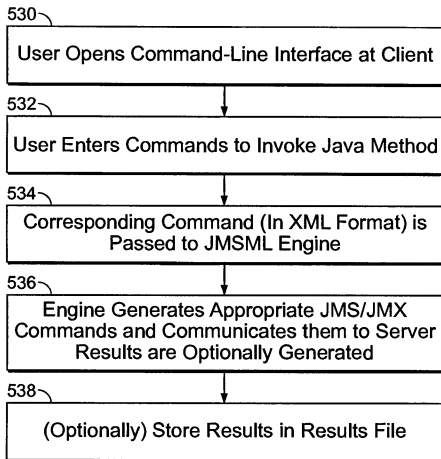 530
User Opens Command-Line Interface at Client
532
User Enters Commands to Invoke Java Method
534
Corresponding Command (In XML Format) is
Passed to JMSML Engine
536
Engine Generates Appropriate JMS/JMX
Commands and Communicates them to Server
Results are Optionally Generated
538
(Optionally) Store Results in Results File